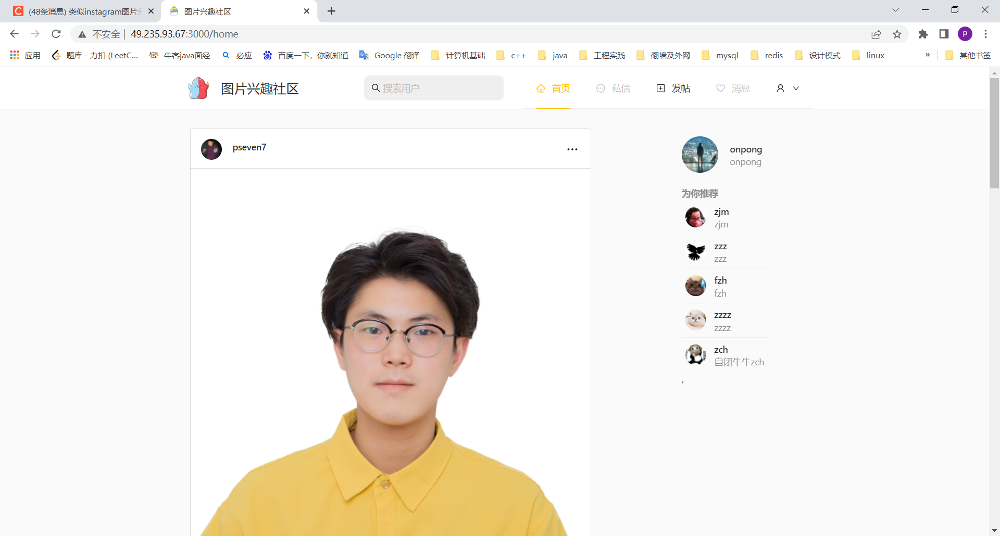 (48条消息) 类似instagram图片
图片兴趣社区
不安全 | 49.235.93.67:3000/home
P
应用 题库 - 力扣 (LeetC... 牛客java面经 必应 百度一下，你就知道 Google 翻译 计算机基础 c++ java 工程实践 翻墙及外网 mysql redis 设计模式 linux » 其他书签
图片兴趣社区 搜索用户 首页 私信 发帖 消息
pseven7
onpong
onpong
为你推荐
zjm
zjm
zzz
zzz
fzh
fzh
zzzz
zzzz
zch
自闭牛牛zch
,